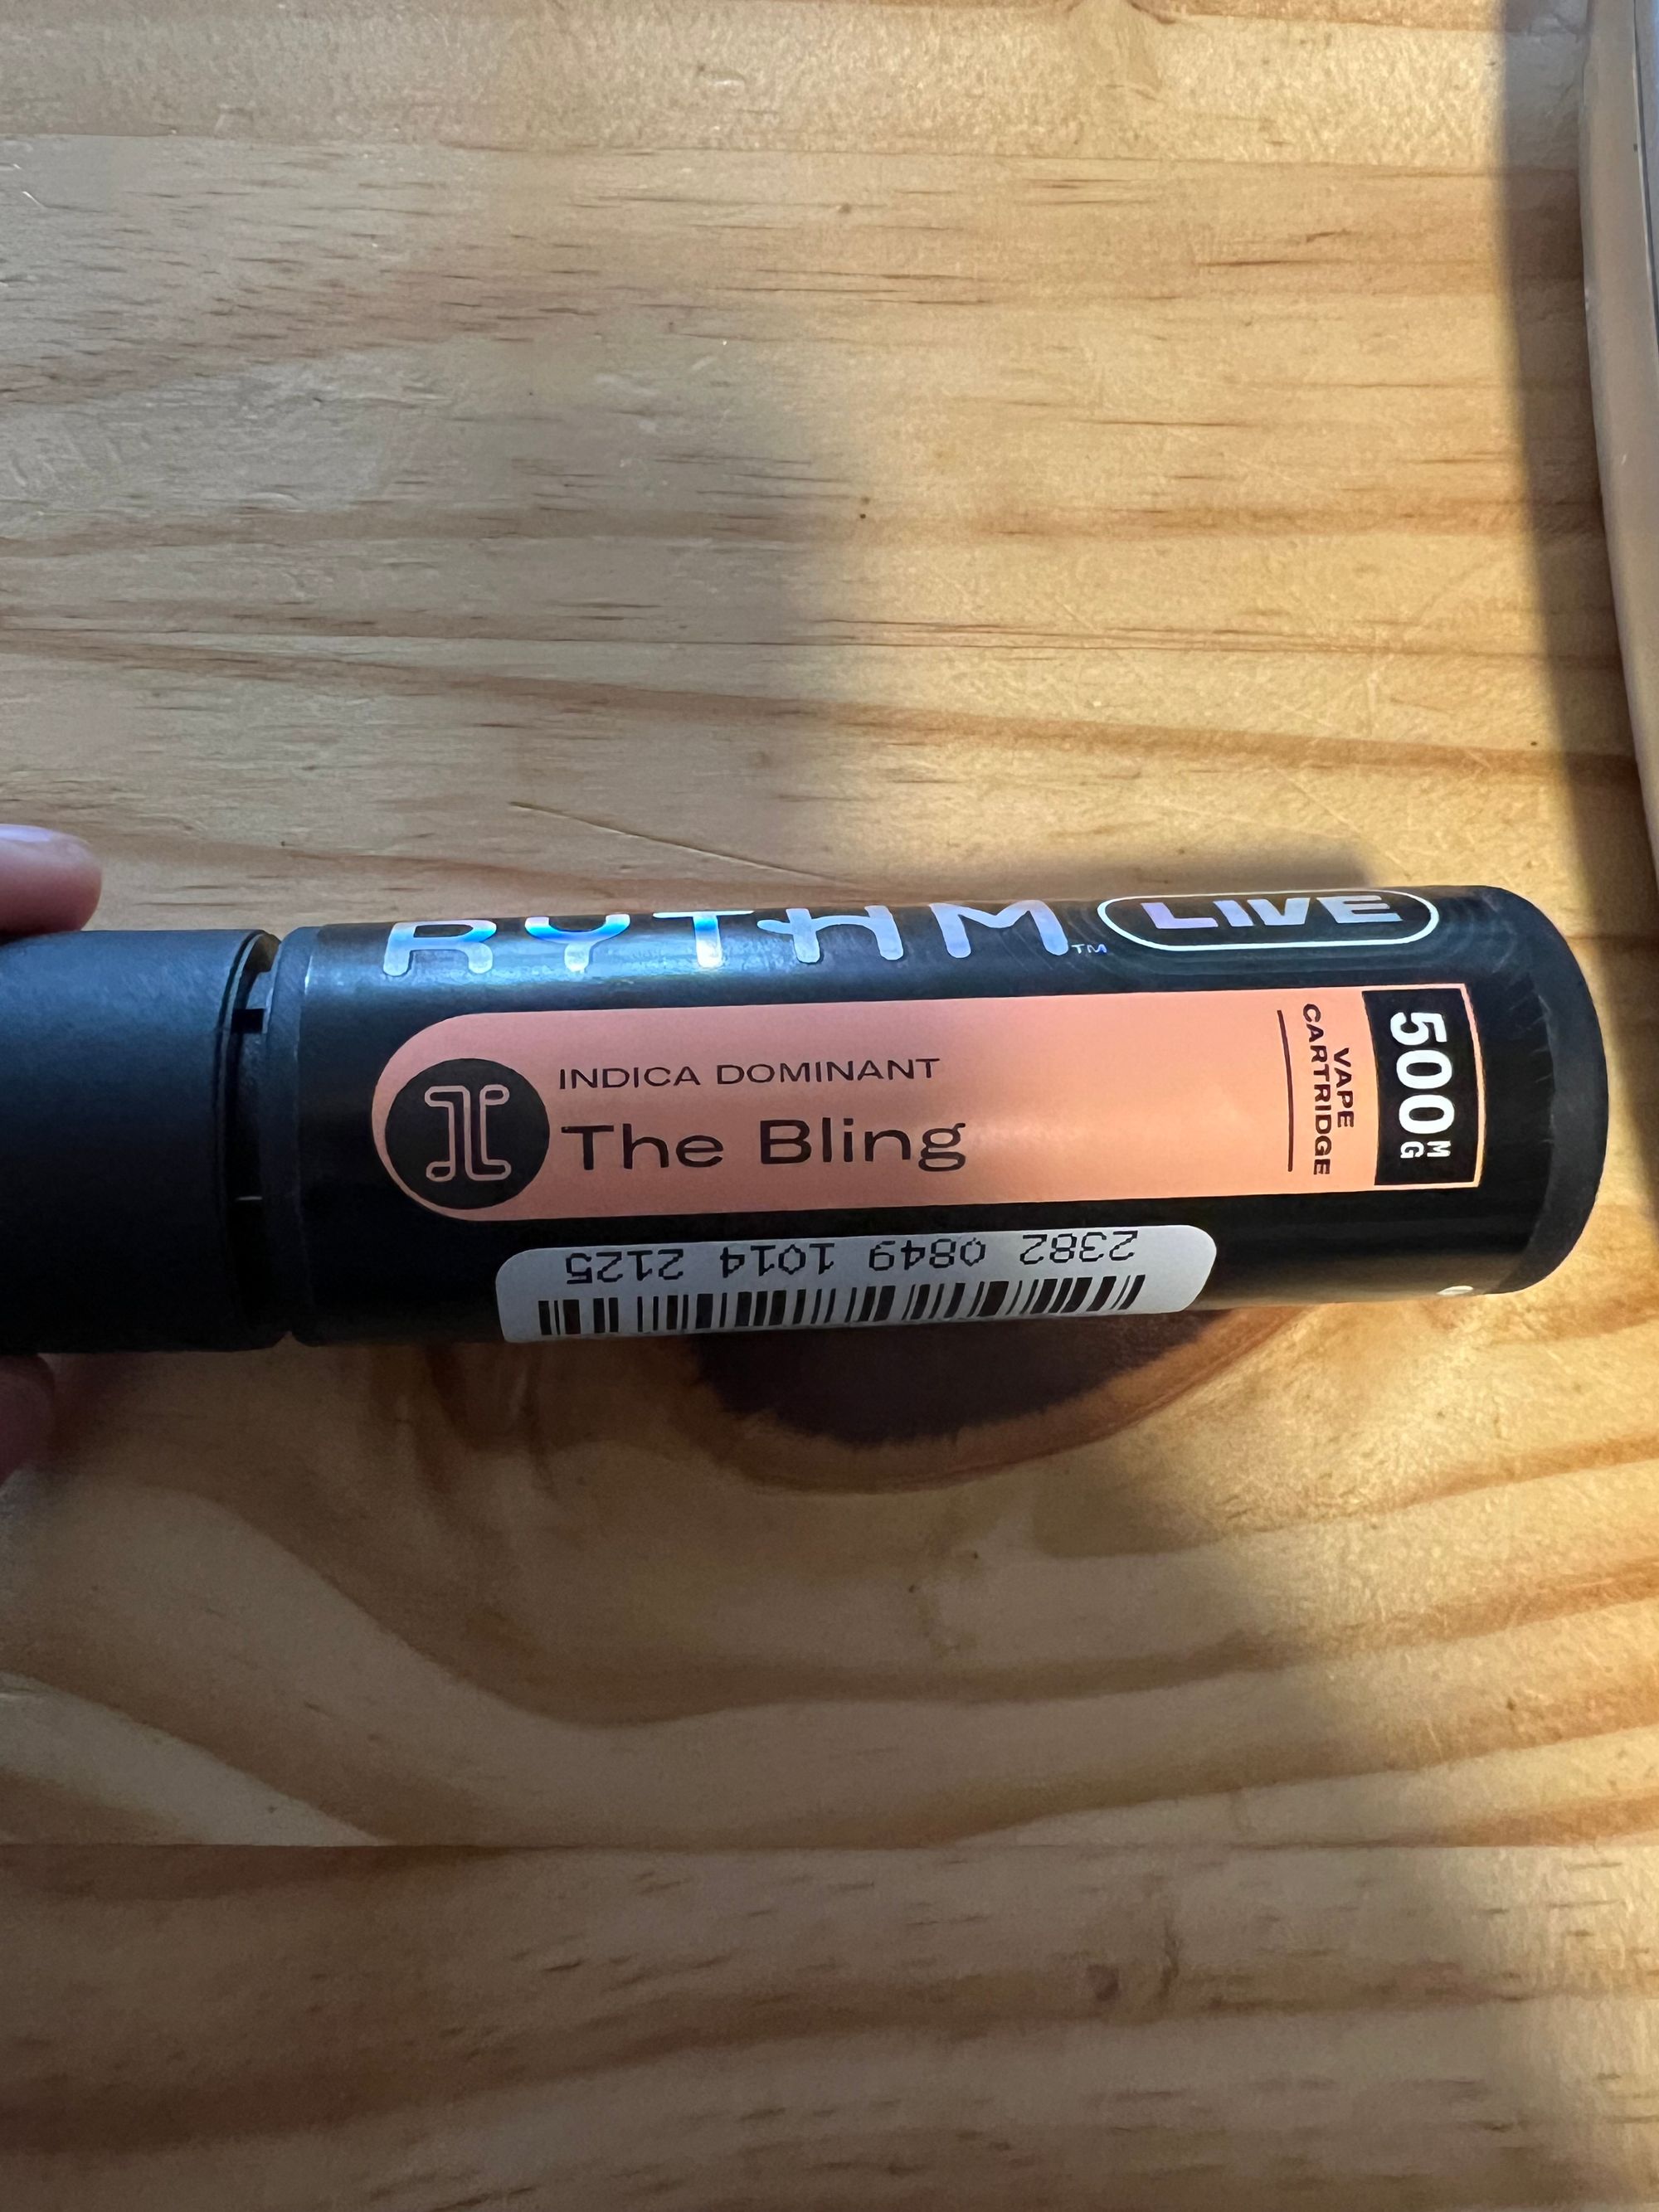 RYTHM™ LIVE
INDICA DOMINANT
The Bling
VAPE
CARTRIDGE
500MG
2382 0849 1014 2125